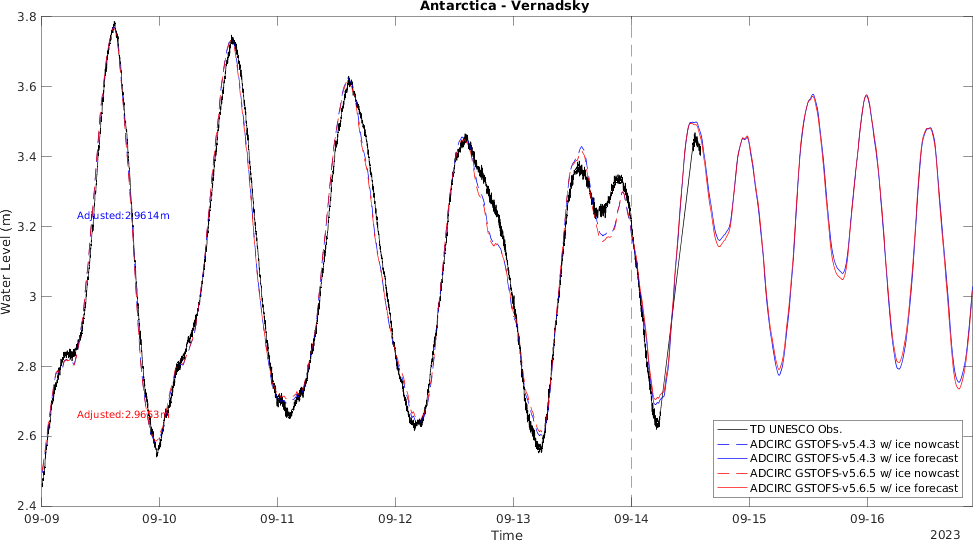 Antarctica - Vernadsky
3.8
3.6
3.4
3.2
3
2.8
2.6
2.4
Water Level (m)
Adjusted:2.9614m
Adjusted:2.9663m
TD UNESCO Obs.
ADCIRC GSTOFS-v5.4.3 w/ ice nowcast
ADCIRC GSTOFS-v5.4.3 w/ ice forecast
ADCIRC GSTOFS-v5.6.5 w/ ice nowcast
ADCIRC GSTOFS-v5.6.5 w/ ice forecast
09-09 09-10 09-11 09-12 09-13 09-14 09-15 09-16
Time
2023